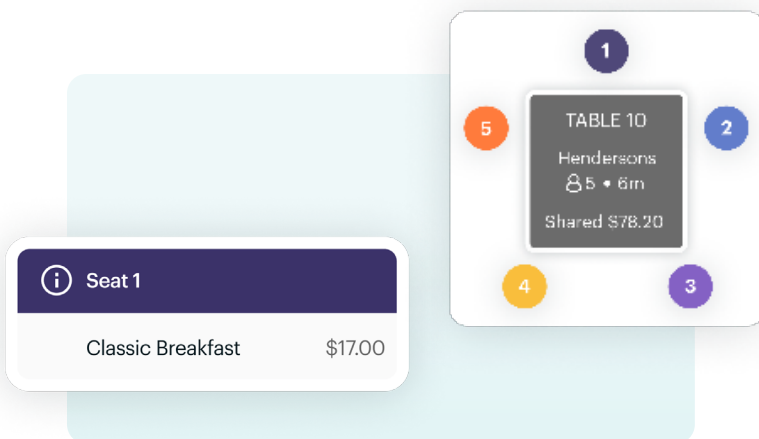 1
5
2
TABLE 10
Hendersons
5 • 6m
Shared $78.20
4
3
Seat 1
Classic Breakfast $17.00